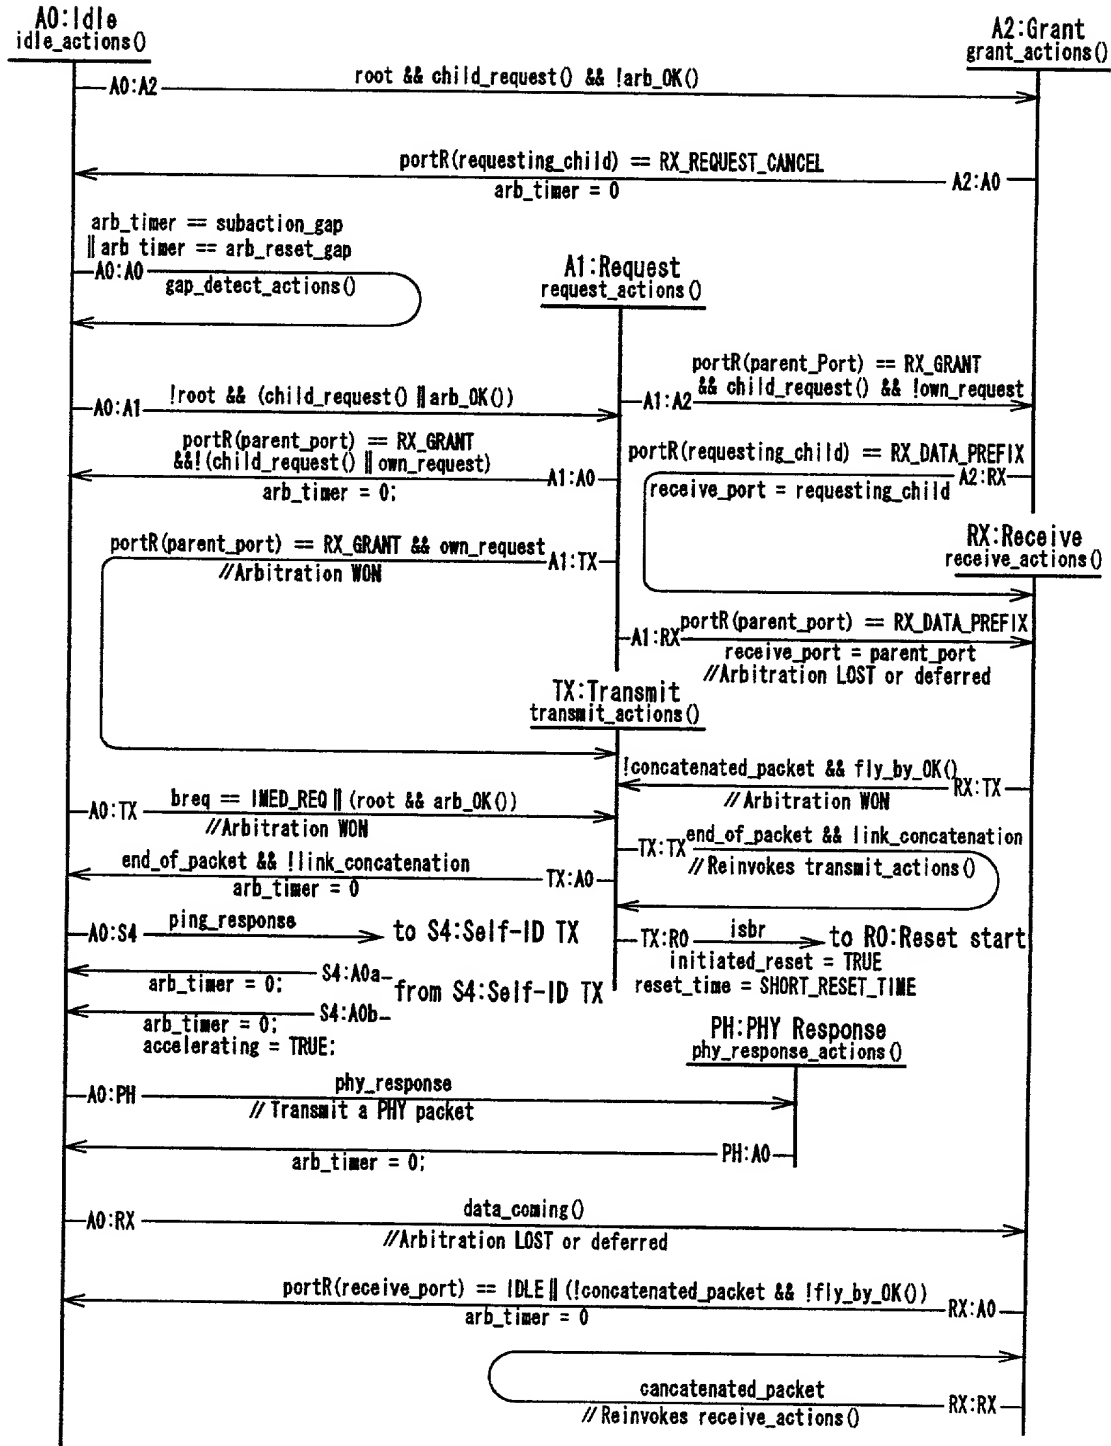 A0:Idle
idle_actions()
A2:Grant
grant_actions()
A0:A2
root && child_request() && !arb_OK()
portR(requesting_child) == RX_REQUEST_CANCEL
arb_timer = 0
A2:A0
arb_timer == subaction_gap
|| arb timer == arb_reset_gap
A0:A0
gap_detect_actions()
A1:Request
request_actions()
A0:A1
!root && (child_request() || arb_OK())
portR(parent_Port) == RX_GRANT
&& child_request() && !own_request
A1:A2
portR(parent_port) == RX_GRANT
&&!(child_request() || own_request)
arb_timer = 0;
A1:A0
portR(requesting_child) == RX_DATA_PREFIX
A2:RX
receive_port = requesting_child
RX:Receive
receive_actions()
portR(parent_port) == RX_GRANT && own_request
//Arbitration WON
A1:TX
A1:RX
portR(parent_port) == RX_DATA_PREFIX
receive_port = parent_port
//Arbitration LOST or deferred
TX:Transmit
transmit_actions()
!concatenated_packet && fly_by_OK()
RX:TX
//Arbitration WON
A0:TX
breq == IMED_REQ || (root && arb_OK())
//Arbitration WON
TX:TX
end_of_packet && link_concatenation
//Reinvokes transmit_actions()
end_of_packet && !link_concatenation
arb_timer = 0
TX:A0
A0:S4
ping_response
to S4:Self-ID TX
TX:R0
isbr
to R0:Reset start
initiated_reset = TRUE
reset_time = SHORT_RESET_TIME
S4:A0a
arb_timer = 0;
from S4:Self-ID TX
S4:A0b
arb_timer = 0;
accelerating = TRUE;
PH:PHY Response
phy_response_actions()
A0:PH
phy_response
// Transmit a PHY packet
PH:A0
arb_timer = 0;
A0:RX
data_coming()
//Arbitration LOST or deferred
portR(receive_port) == IDLE || (!concatenated_packet && !fly_by_OK())
RX:A0
arb_timer = 0
cancatenated_packet
RX:RX
// Reinvokes receive_actions()